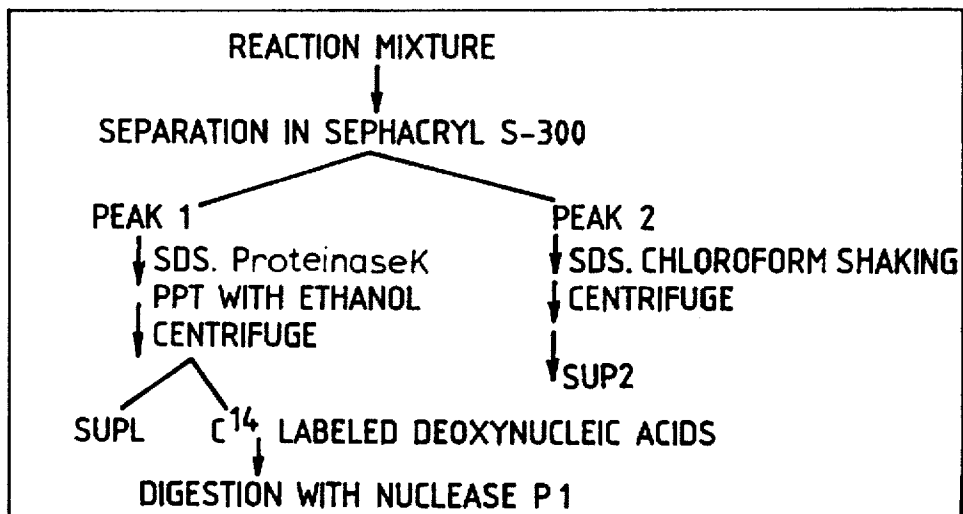 REACTION MIXTURE
SEPARATION IN SEPHACRYL S-300
PEAK 1
SDS. ProteinaseK
PPT WITH ETHANOL
CENTRIFUGE
SUPL
C14 LABELED DEOXYNUCLEIC ACIDS
DIGESTION WITH NUCLEASE P1
PEAK 2
SDS. CHLOROFORM SHAKING
CENTRIFUGE
SUP2